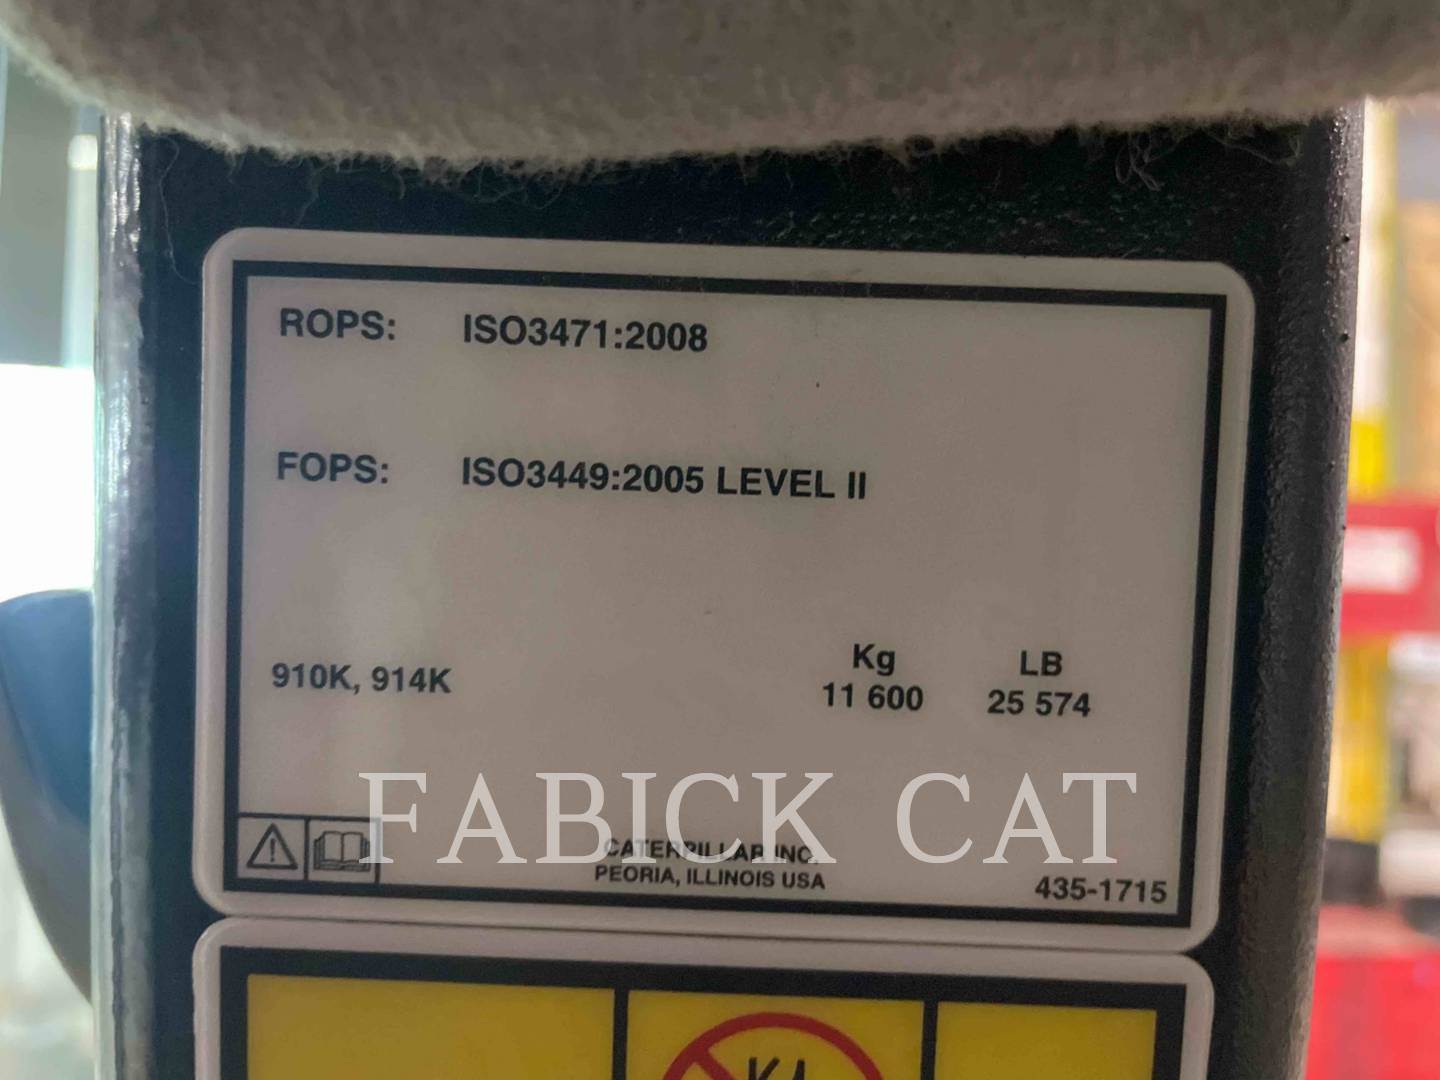 ROPS: ISO3471:2008
FOPS: ISO3449:2005 LEVEL II
Kg LB
910K, 914K 11 600 25 574
FABICK CAT
CATERPILLAR INC.
PEORIA, ILLINOIS USA
435-1715